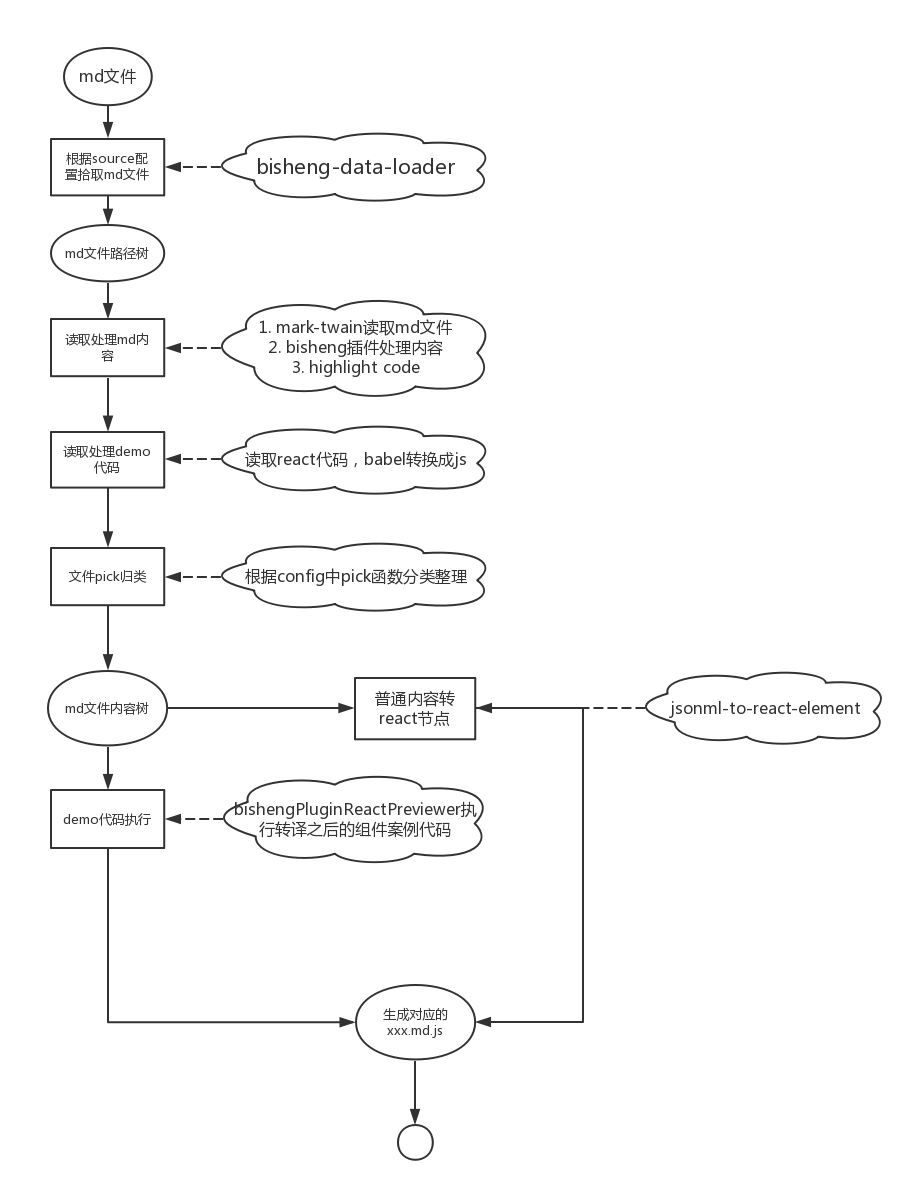 md文件
根据source配
置拾取md文件
bisheng-data-loader
md文件路径树
读取处理md内
容
1. mark-twain读取md文件
2. bisheng插件处理内容
3. highlight code
读取处理demo
代码
读取react代码，babel转换成js
文件pick归类
根据config中pick函数分类整理
md文件内容树
普通内容转
react节点
jsonml-to-react-element
demo代码执行
bishengPluginReactPreviewer执
行转译之后的组件案例代码
生成对应的
xxx.md.js